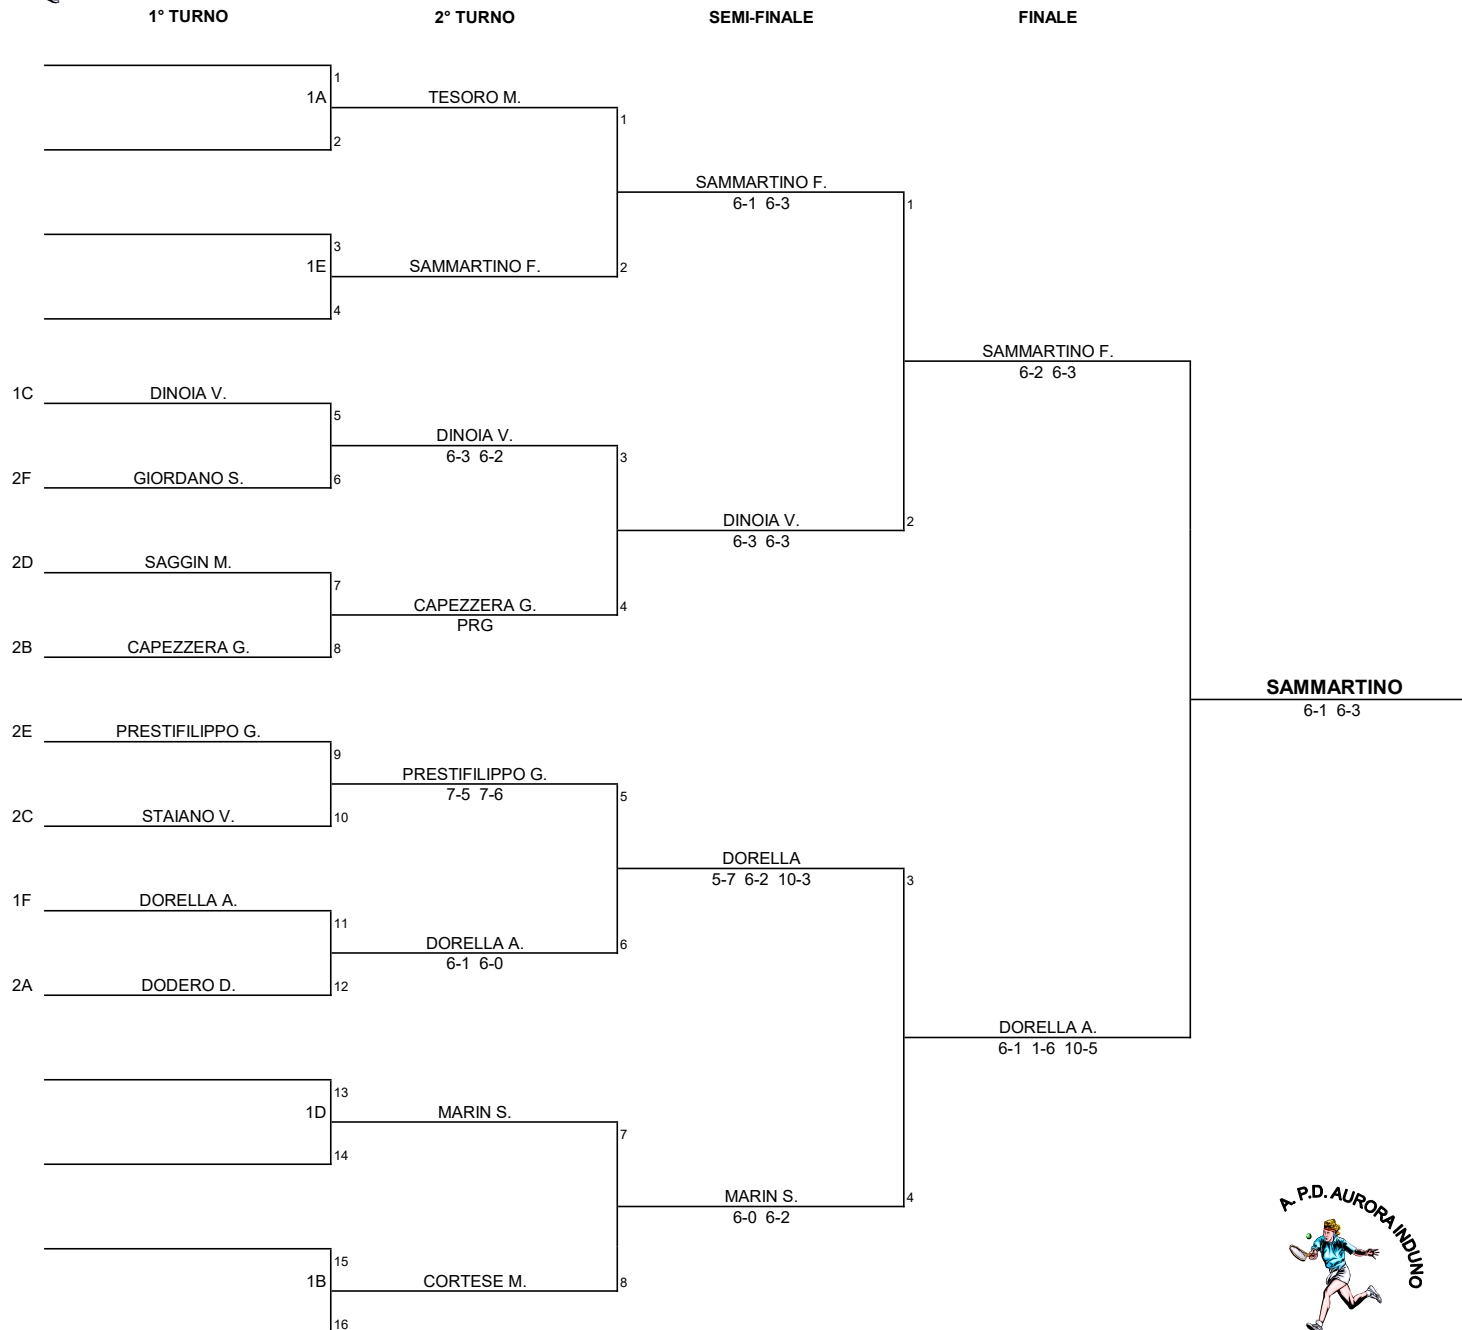 1° TURNO 2° TURNO SEMI-FINALE FINALE
1
1A TESORO M.
1
2
SAMMARTINO F.
6-1 6-3
1
3
1E SAMMARTINO F.
2
4
SAMMARTINO F.
6-2 6-3
1C DINOIA V.
5
DINOIA V.
6-3 6-2
3
2F GIORDANO S.
6
DINOIA V.
2
6-3 6-3
2D SAGGIN M.
7
CAPEZZERA G.
4
PRG
2B CAPEZZERA G.
8
SAMMARTINO
6-1 6-3
2E PRESTIFILIPPO G.
9
PRESTIFILIPPO G.
7-5 7-6
5
2C STAIANO V.
10
DORELLA
5-7 6-2 10-3
3
1F DORELLA A.
11
DORELLA A.
6
6-1 6-0
2A DODERO D.
12
DORELLA A.
6-1 1-6 10-5
13
1D MARIN S.
7
14
MARIN S.
4
6-0 6-2
15
1B CORTESE M.
8
16
A. P.D. AURORA INDUNO